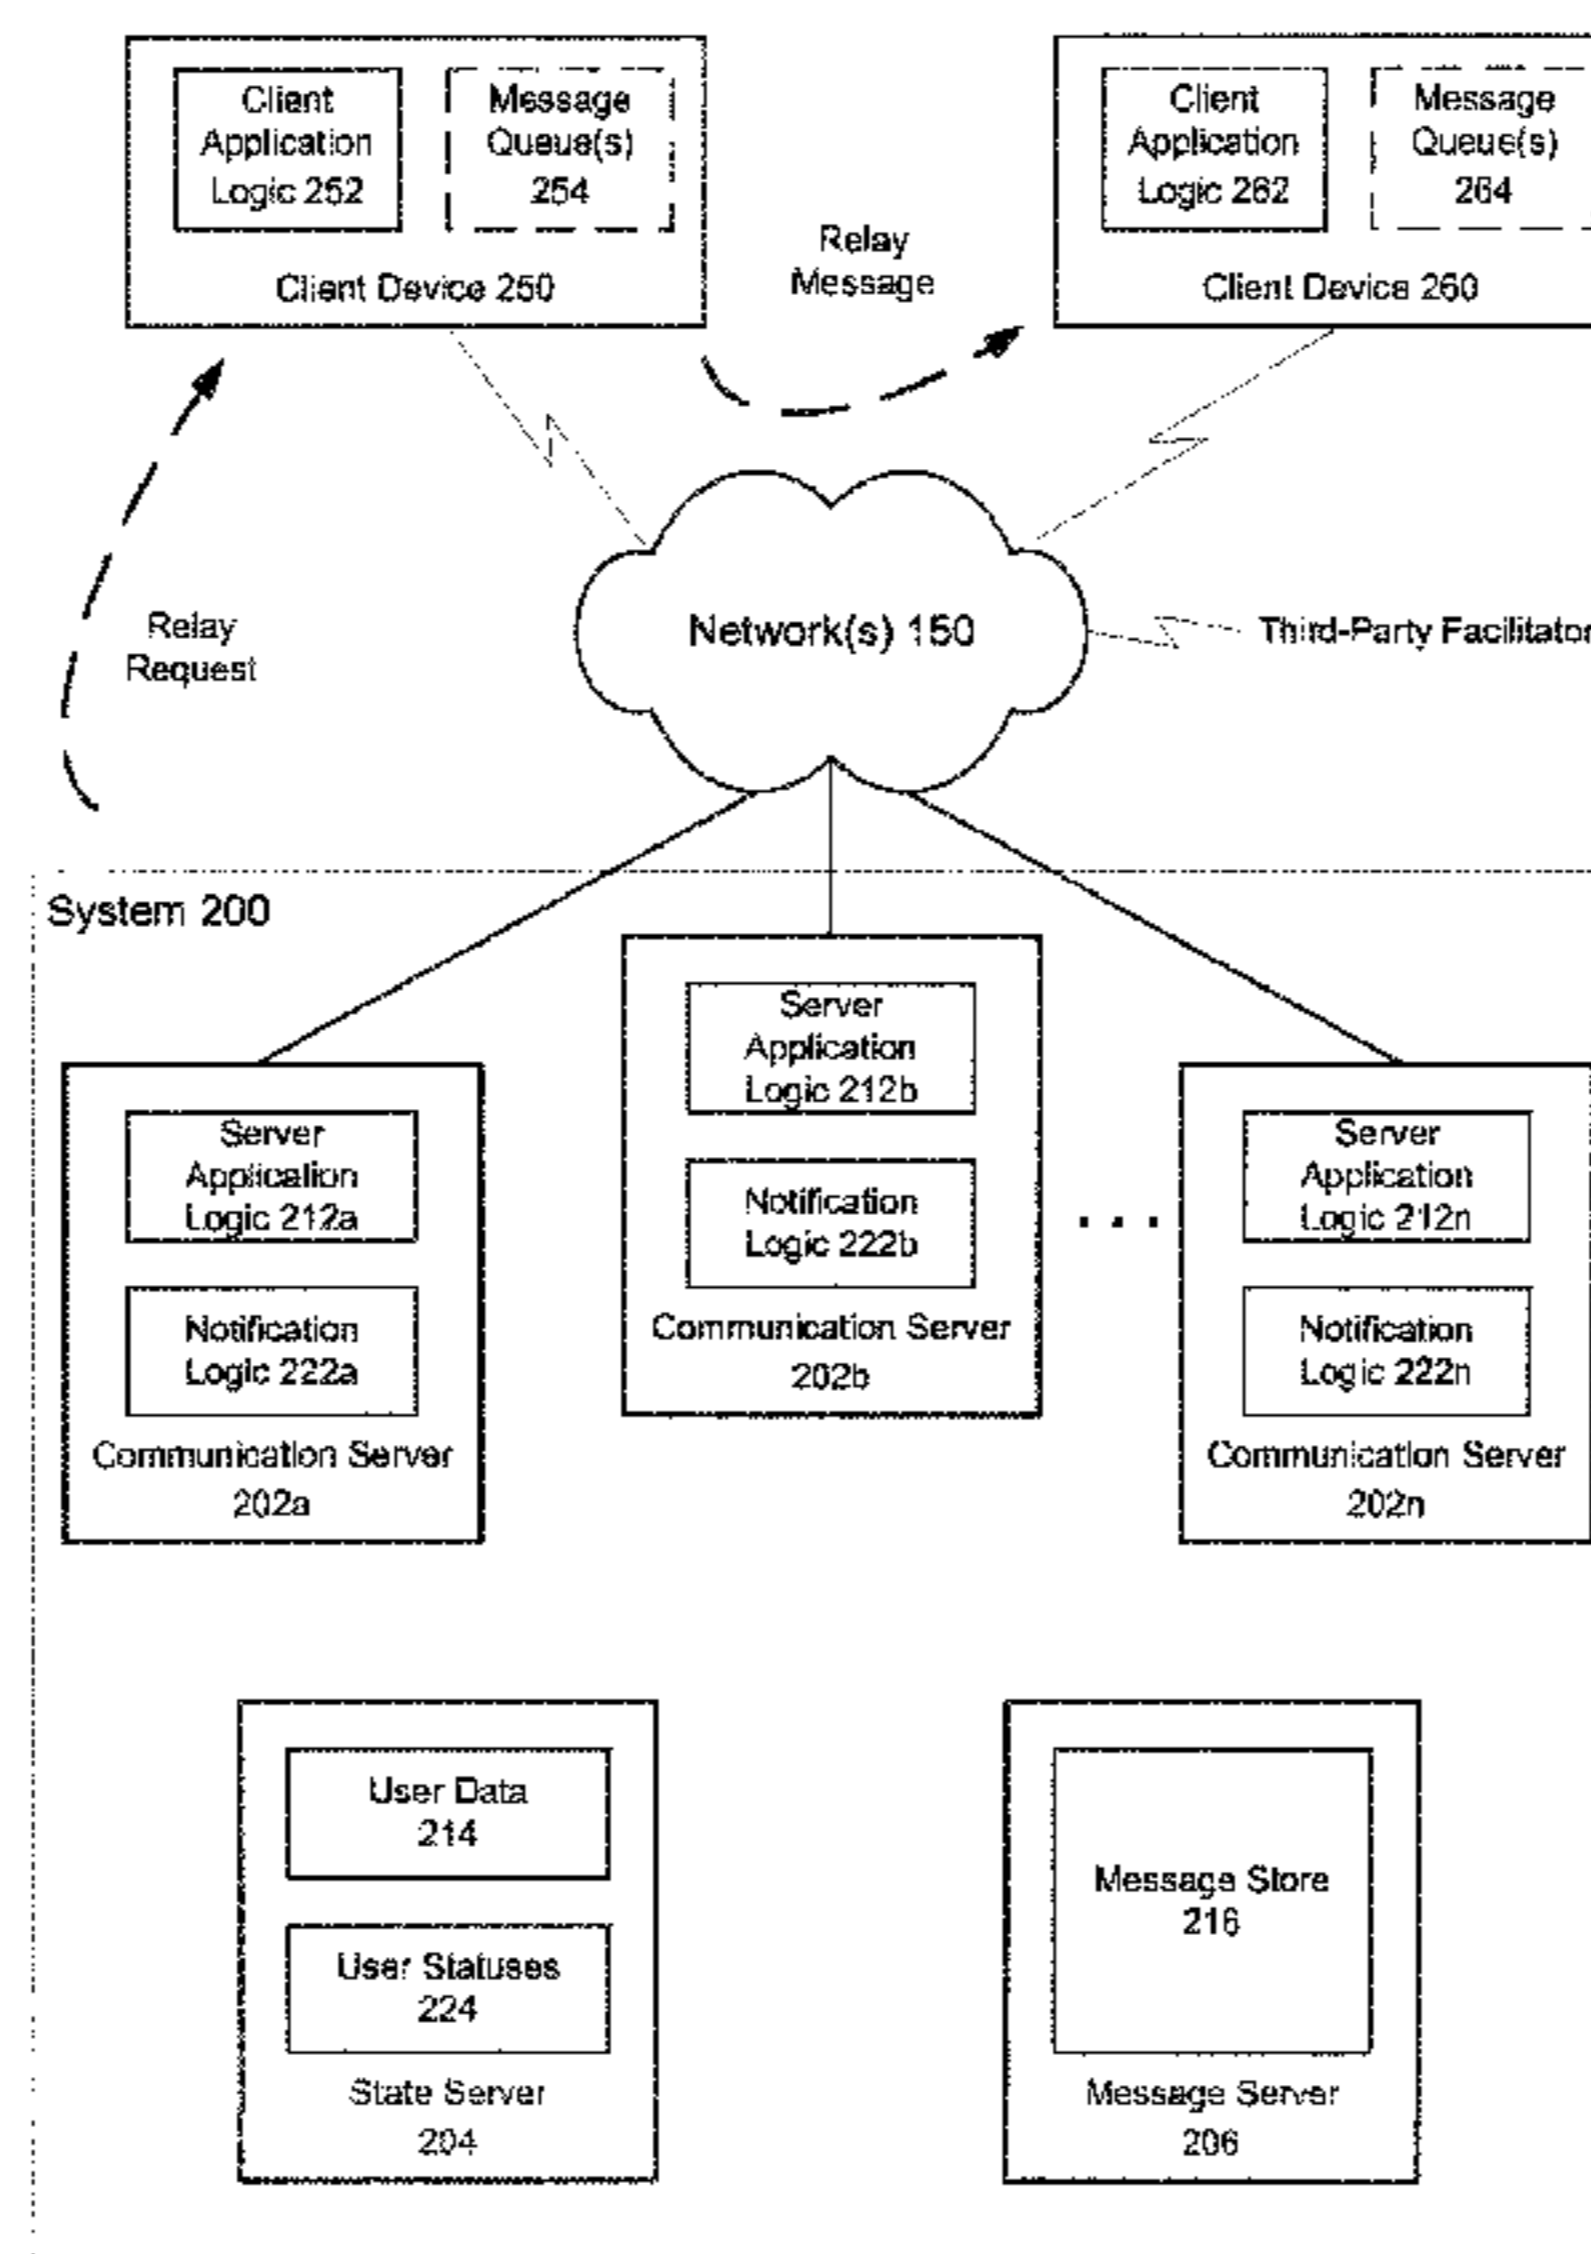 Client
Application
Logic 252
Message
Queue(s)
254
Client Device 250
Relay
Message
Client
Application
Logic 262
Message
Queue(s)
264
Client Device 260
Relay
Request
Network(s) 150
Third-Party Facilitator
System 200
Server
Application
Logic 212a
Notification
Logic 222a
Communication Server
202a
Server
Application
Logic 212b
Notification
Logic 222b
Communication Server
202b
. . .
Server
Application
Logic 212n
Notification
Logic 222n
Communication Server
202n
User Data
214
User Statuses
224
State Server
204
Message Store
216
Message Server
206